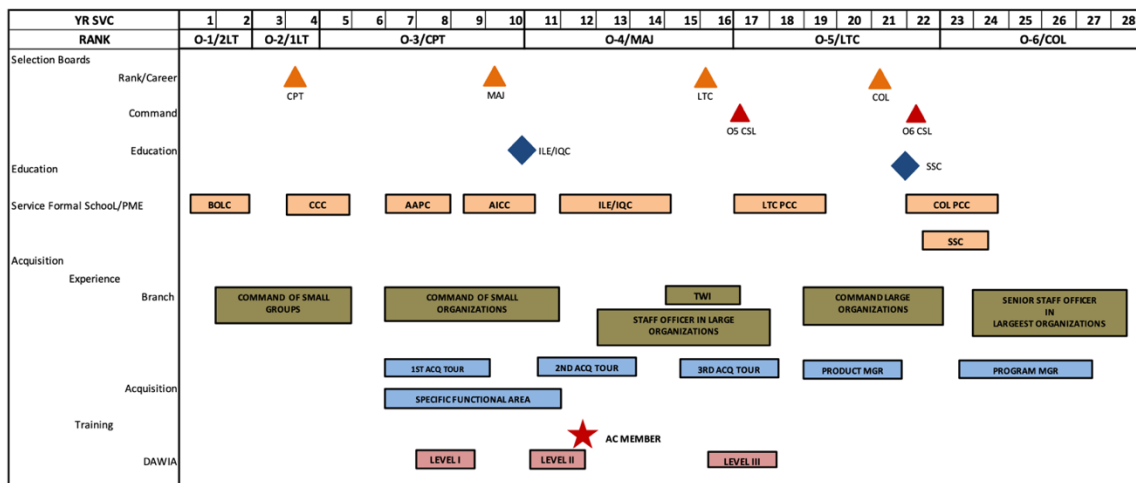 YR SVC 1 2 3 4 5 6 7 8 9 10 11 12 13 14 15 16 17 18 19 20 21 22 23 24 25 26 27 28
RANK O-1/2LT O-2/1LT O-3/CPT O-4/MAJ O-5/LTC O-6/COL
Selection Boards
Rank/Career
CPT MAJ LTC COL
Command
O5 CSL O6 CSL
Education ILE/IQC
Education SSC
Service Formal SchooL/PME BOLC CCC AAPC AICC ILE/IQC LTC PCC COL PCC
SSC
Acquisition
Experience
Branch
COMMAND OF SMALL
GROUPS
COMMAND OF SMALL
ORGANIZATIONS
TWI
STAFF OFFICER IN LARGE
ORGANIZATIONS
COMMAND LARGE
ORGANIZATIONS
SENIOR STAFF OFFICER
IN
LARGEEST ORGANIZATIONS
1ST ACQ TOUR 2ND ACQ TOUR 3RD ACQ TOUR PRODUCT MGR PROGRAM MGR
Acquisition
SPECIFIC FUNCTIONAL AREA
Training
AC MEMBER
DAWIA LEVEL I LEVEL II LEVEL III